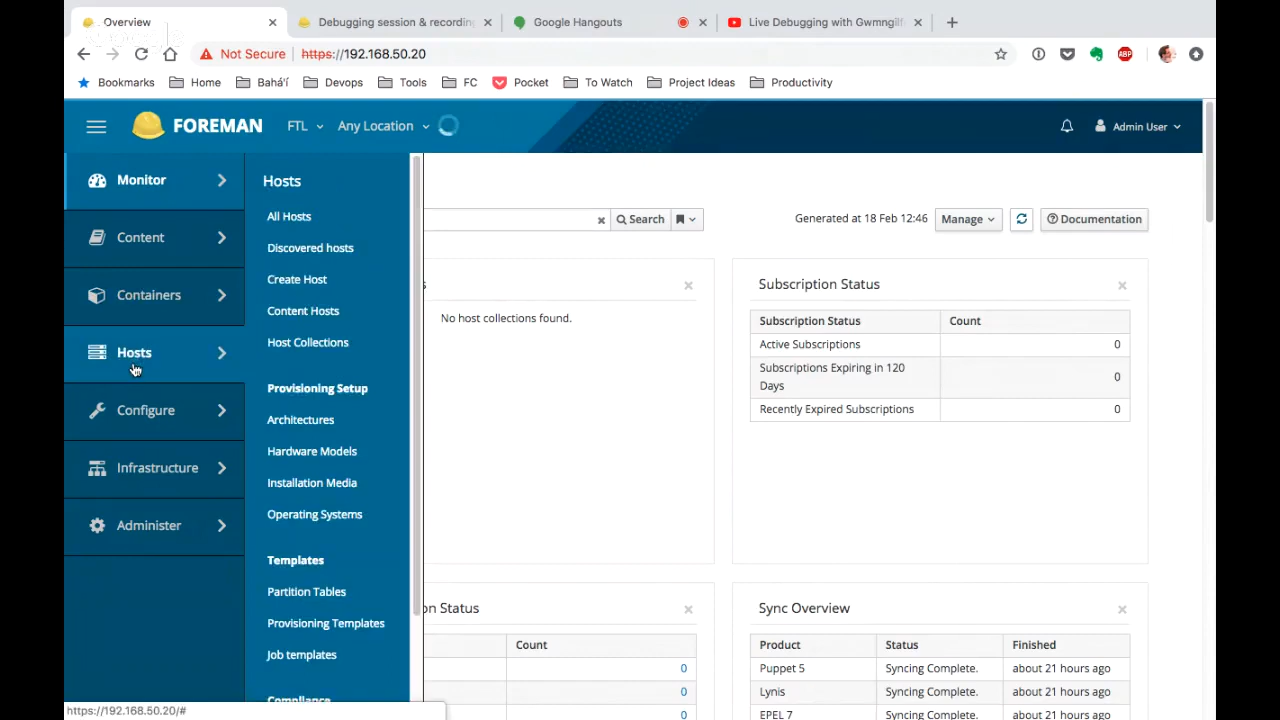 Overview
Debugging session & recording
Google Hangouts
Live Debugging with Gwmngilf
Not Secure
https://192.168.50.20
ABP
Bookmarks
Home
Bahá'í
Devops
Tools
FC
Pocket
To Watch
Project Ideas
Productivity
FOREMAN
FTL
Any Location
Admin User
Monitor
Content
Containers
Hosts
Configure
Infrastructure
Administer
Hosts
All Hosts
Discovered hosts
Create Host
Content Hosts
Host Collections
Provisioning Setup
Architectures
Hardware Models
Installation Media
Operating Systems
Templates
Partition Tables
Provisioning Templates
Job templates
Compliance
https://192.168.50.20/#
Search
Generated at 18 Feb 12:46
Manage
Documentation
s
No host collections found.
Subscription Status
Subscription Status Count
Active Subscriptions 0
Subscriptions Expiring in 120
Days 0
Recently Expired Subscriptions 0
on Status
Count
0
0
0
Sync Overview
Product Status Finished
Puppet 5 Syncing Complete. about 21 hours ago
Lynis Syncing Complete. about 21 hours ago
EPEL 7 Syncing Complete. about 21 hours ago